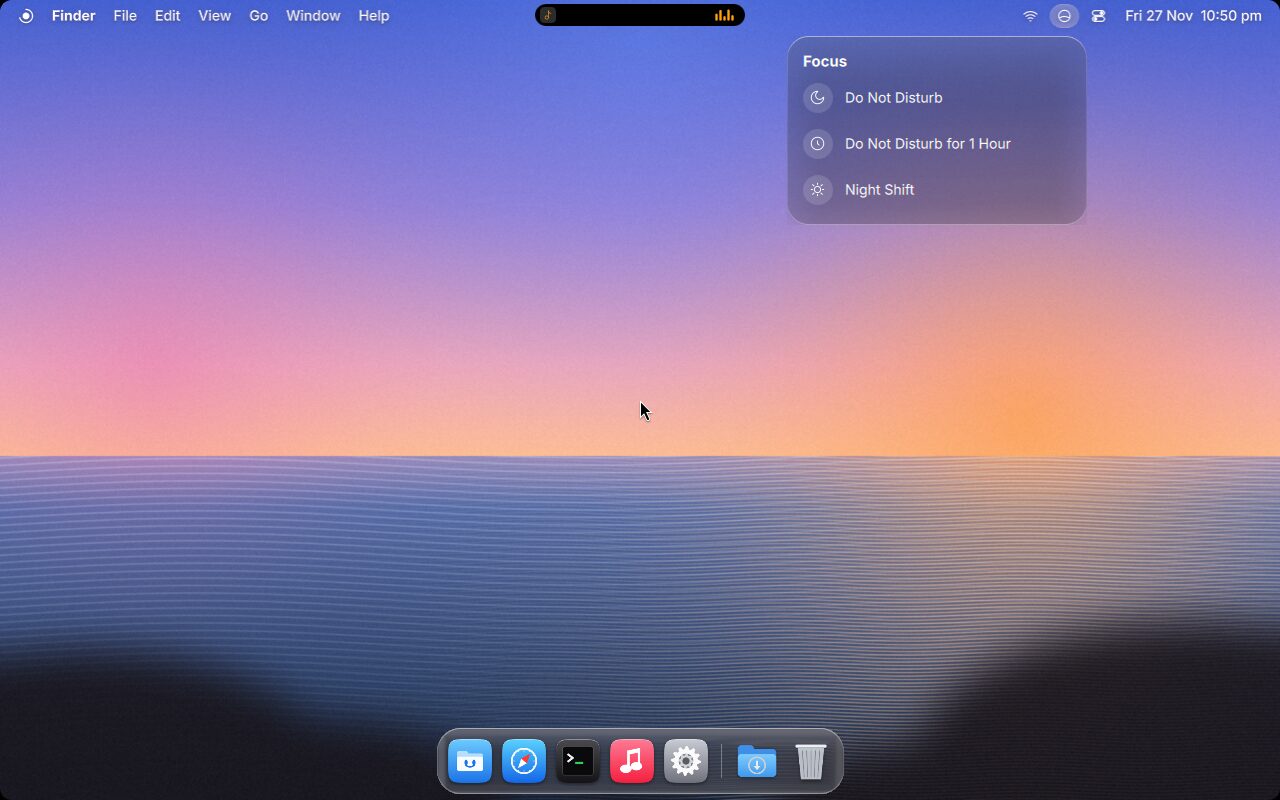 Finder File Edit View Go Window Help Fri 27 Nov 10:50 pm
Focus
Do Not Disturb
Do Not Disturb for 1 Hour
Night Shift